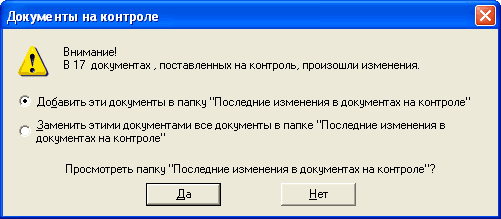 Документы на контроле
Внимание!
В 17 документах , поставленных на контроль, произошли изменения.
Добавить эти документы в папку "Последние изменения в документах на контроле"
Заменить этими документами все документы в папке "Последние изменения в
документах на контроле"
Просмотреть папку "Последние изменения в документах на контроле"?
Да
Нет